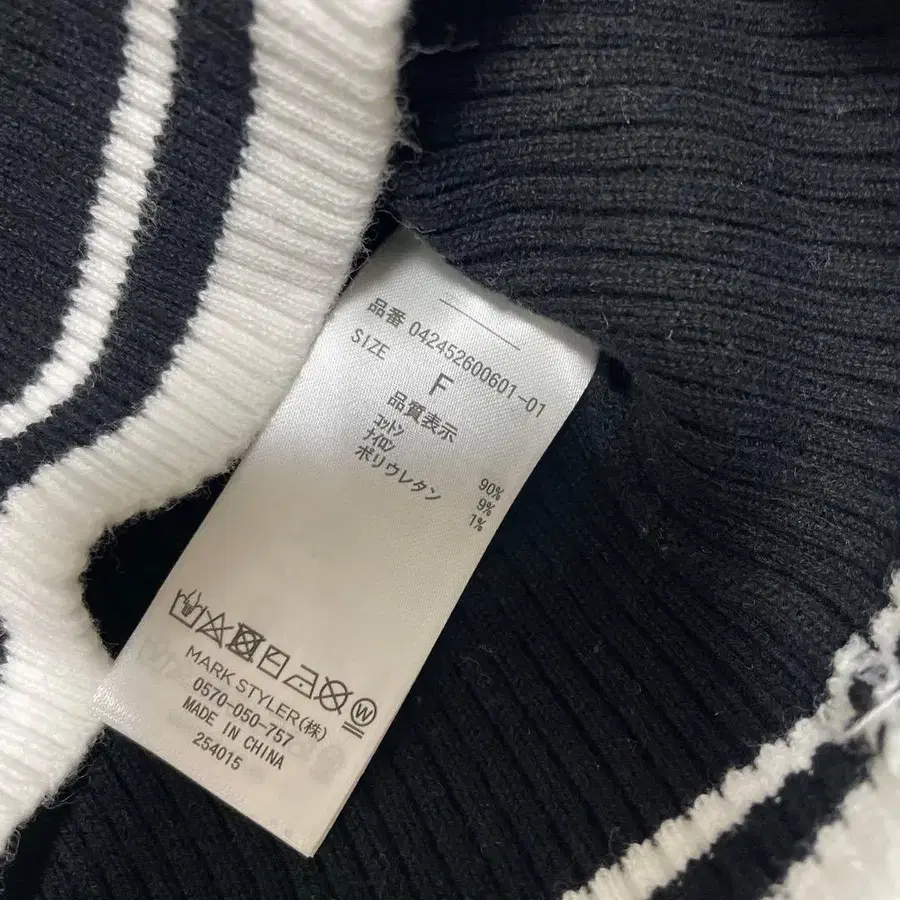 品番 042452600601-01
SIZE
F
品質表示
コットン 90%
ナイロン 9%
ポリウレタン 1%
W
MARK STYLER(株)
0570-050-757
MADE IN CHINA
254015